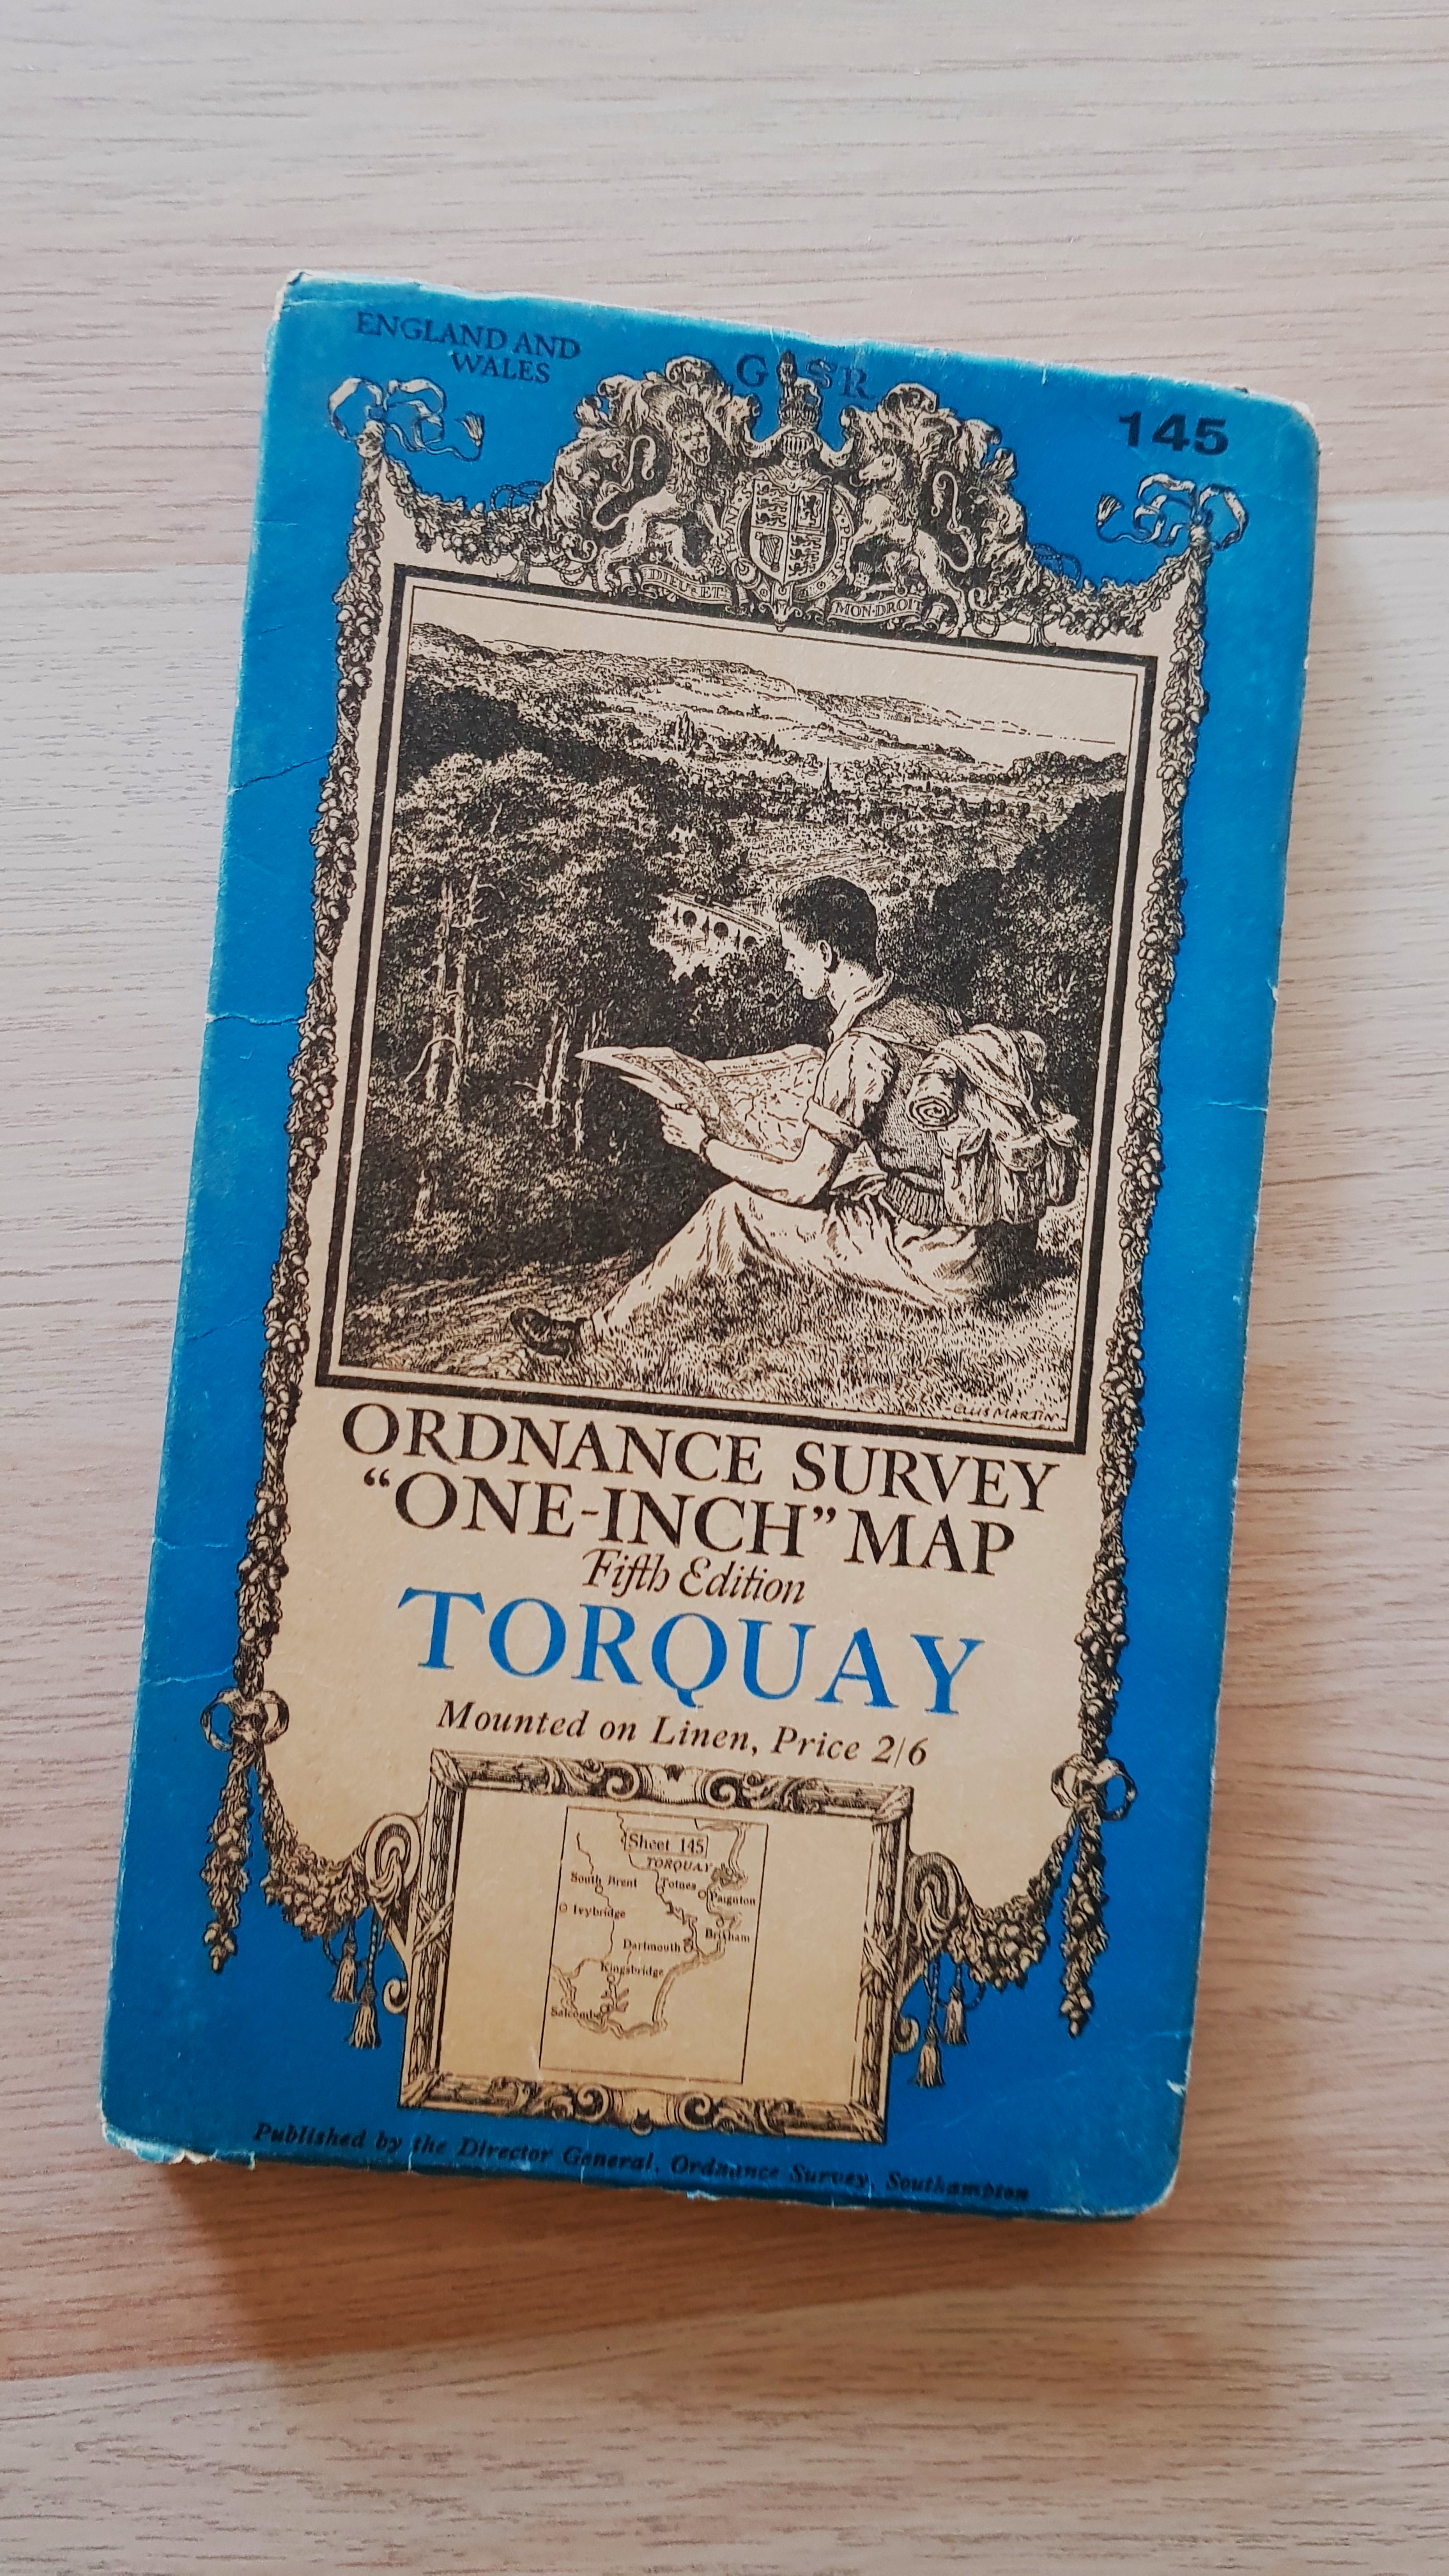 ENGLAND AND
WALES
G R
145
DIEU·ET·
MON·DROIT
ELLIS MARTIN
ORDNANCE SURVEY
“ONE-INCH” MAP
Fifth Edition
TORQUAY
Mounted on Linen, Price 2/6
Sheet 145
TORQUAY
South Brent
Totnes
Paignton
Ivybridge
Brixham
Dartmouth
Kingsbridge
Salcombe
Published by the Director General, Ordnance Survey, Southampton